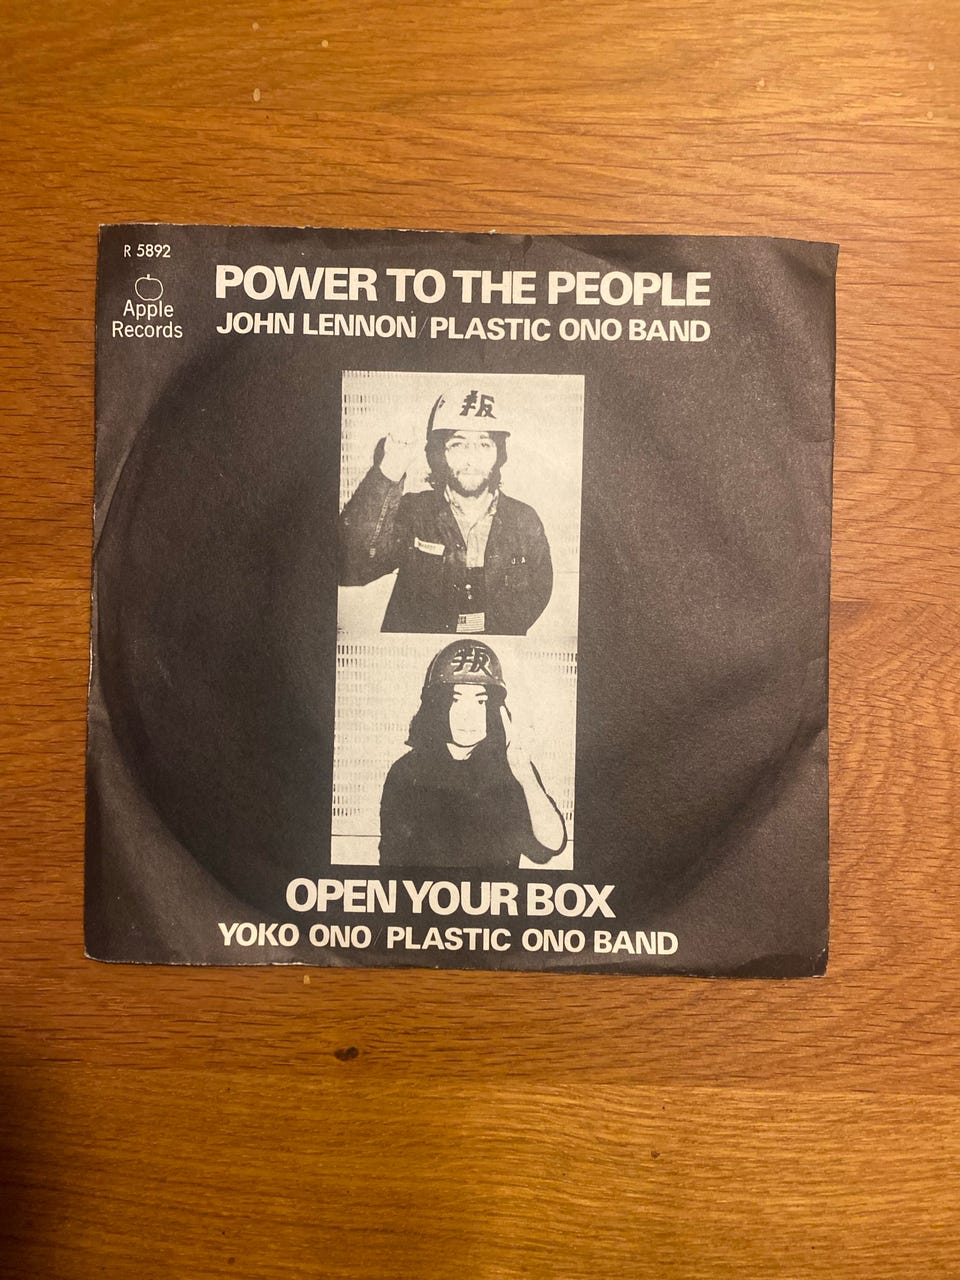 R 5892
Apple
Records
POWER TO THE PEOPLE
JOHN LENNON/PLASTIC ONO BAND
報
報
OPEN YOUR BOX
YOKO ONO/PLASTIC ONO BAND